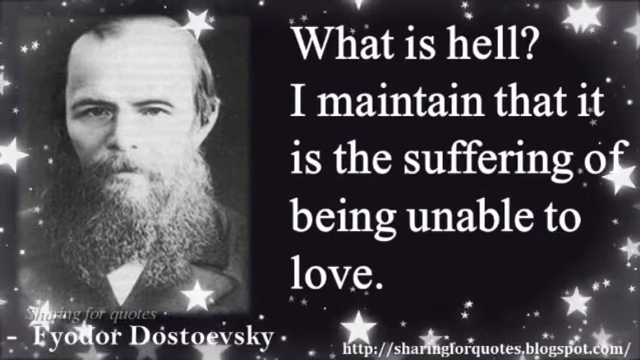 What is hell?
I maintain that it
is the suffering of
being unable to
love.
Sharing for quotes
- Fyodor Dostoevsky
http://sharingforquotes.blogspot.com/